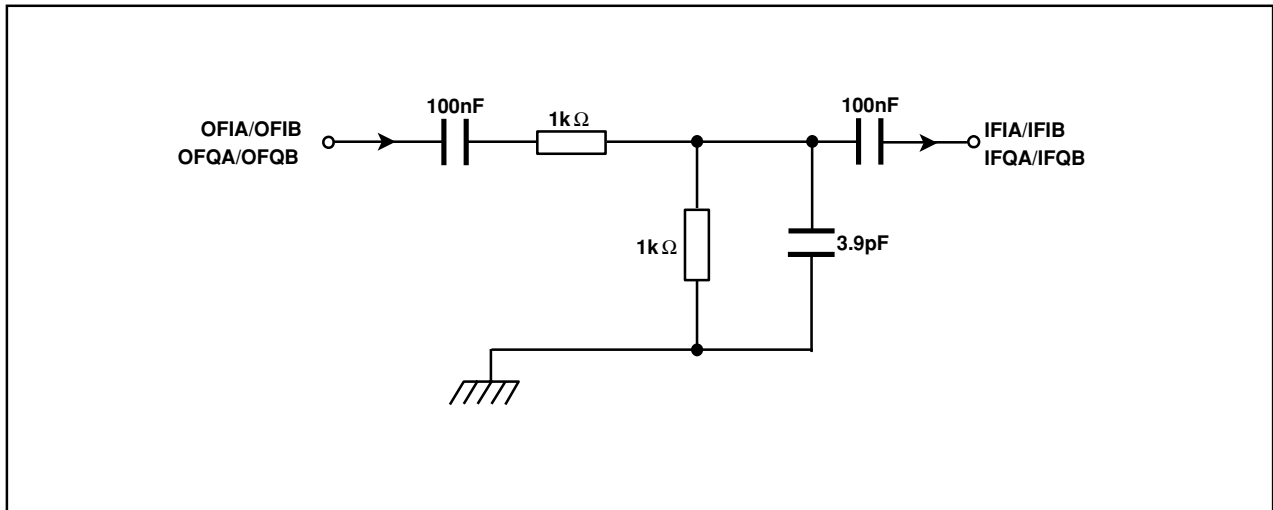 100nF
1kΩ
100nF
OFIA/OFIB
OFQA/OFQB
IFIA/IFIB
IFQA/IFQB
1kΩ
3.9pF